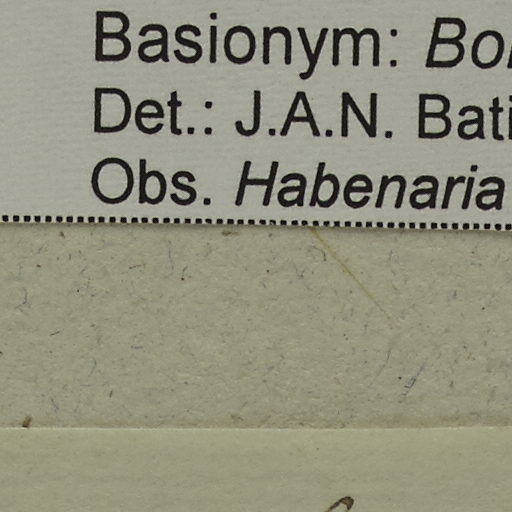 Basionym:
Det.: J.A.N.
Obs. Habenaria